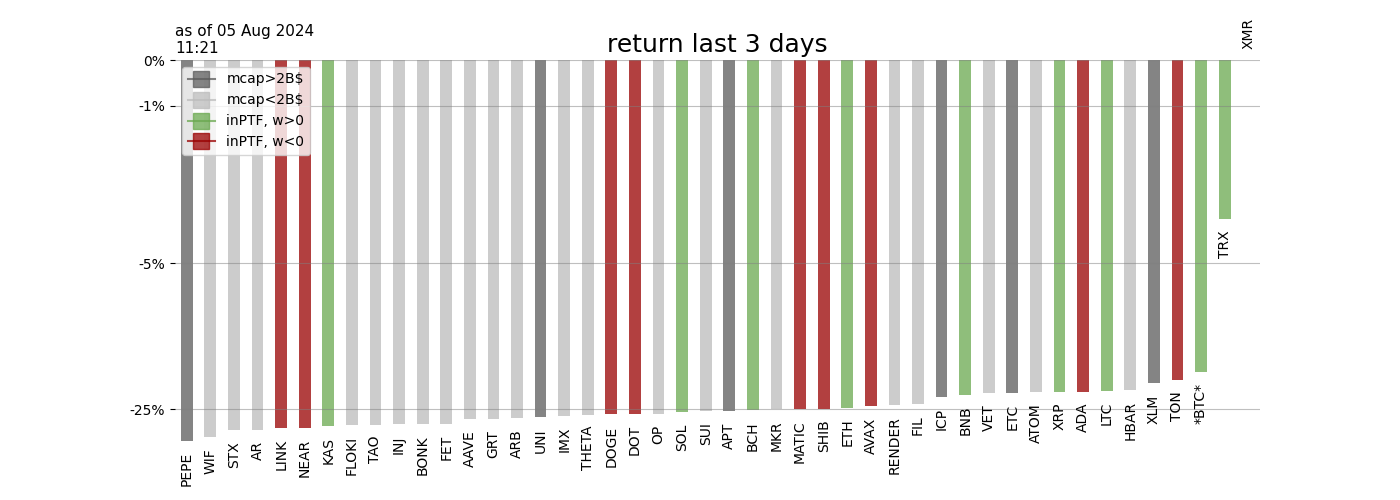 as of 05 Aug 2024
11:21
return last 3 days
XMR
0%
-1%
-5%
-25%
mcap>2B$
mcap<2B$
inPTF, w>0
inPTF, w<0
PEPE
WIF
STX
AR
LINK
NEAR
KAS
FLOKI
TAO
INJ
BONK
FET
AAVE
GRT
ARB
UNI
IMX
THETA
DOGE
DOT
OP
SOL
SUI
APT
BCH
MKR
MATIC
SHIB
ETH
AVAX
RENDER
FIL
ICP
BNB
VET
ETC
ATOM
XRP
ADA
LTC
HBAR
XLM
TON
*BTC*
TRX